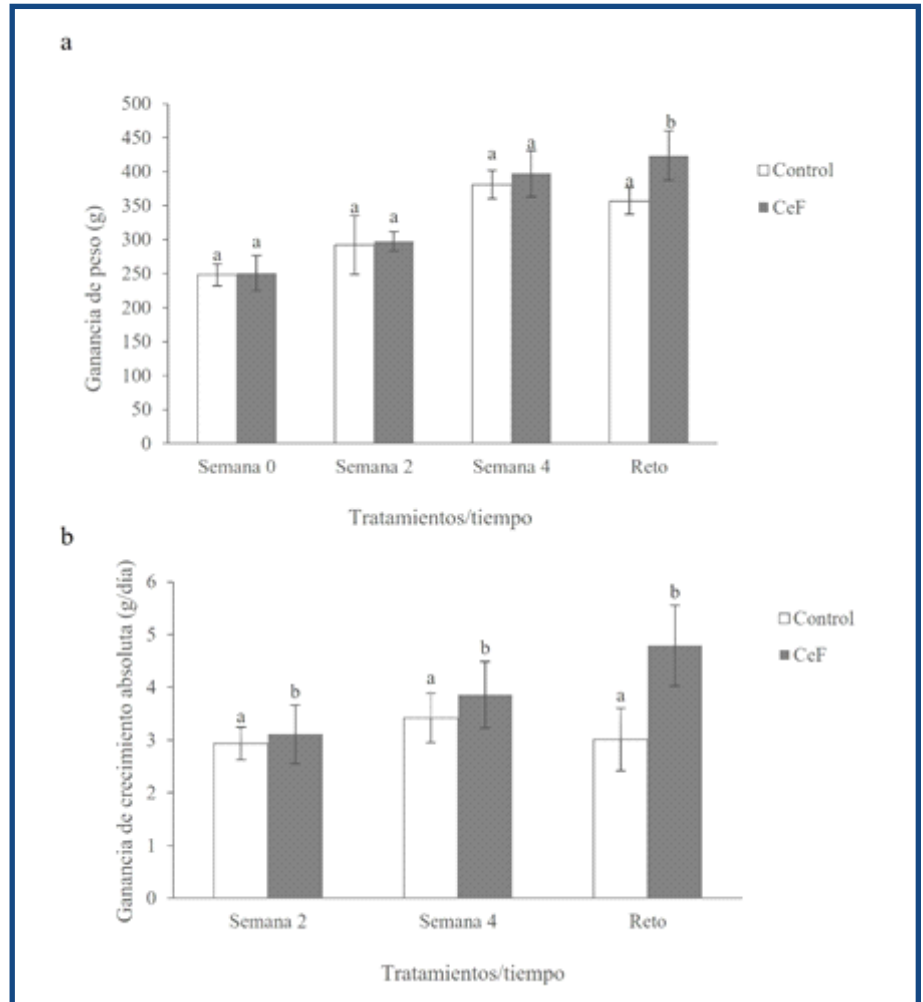 a
500
450
400
350
300
250
200
150
100
50
0
Ganancia de peso (g)
a a a a a a a b
Control
CeF
Semana 0 Semana 2 Semana 4 Reto
Tratamientos/tiempo
b
6
5
4
3
2
1
0
Ganancia de crecimiento absoluta (g/día)
a b a b a b
Control
CeF
Semana 2 Semana 4 Reto
Tratamientos/tiempo